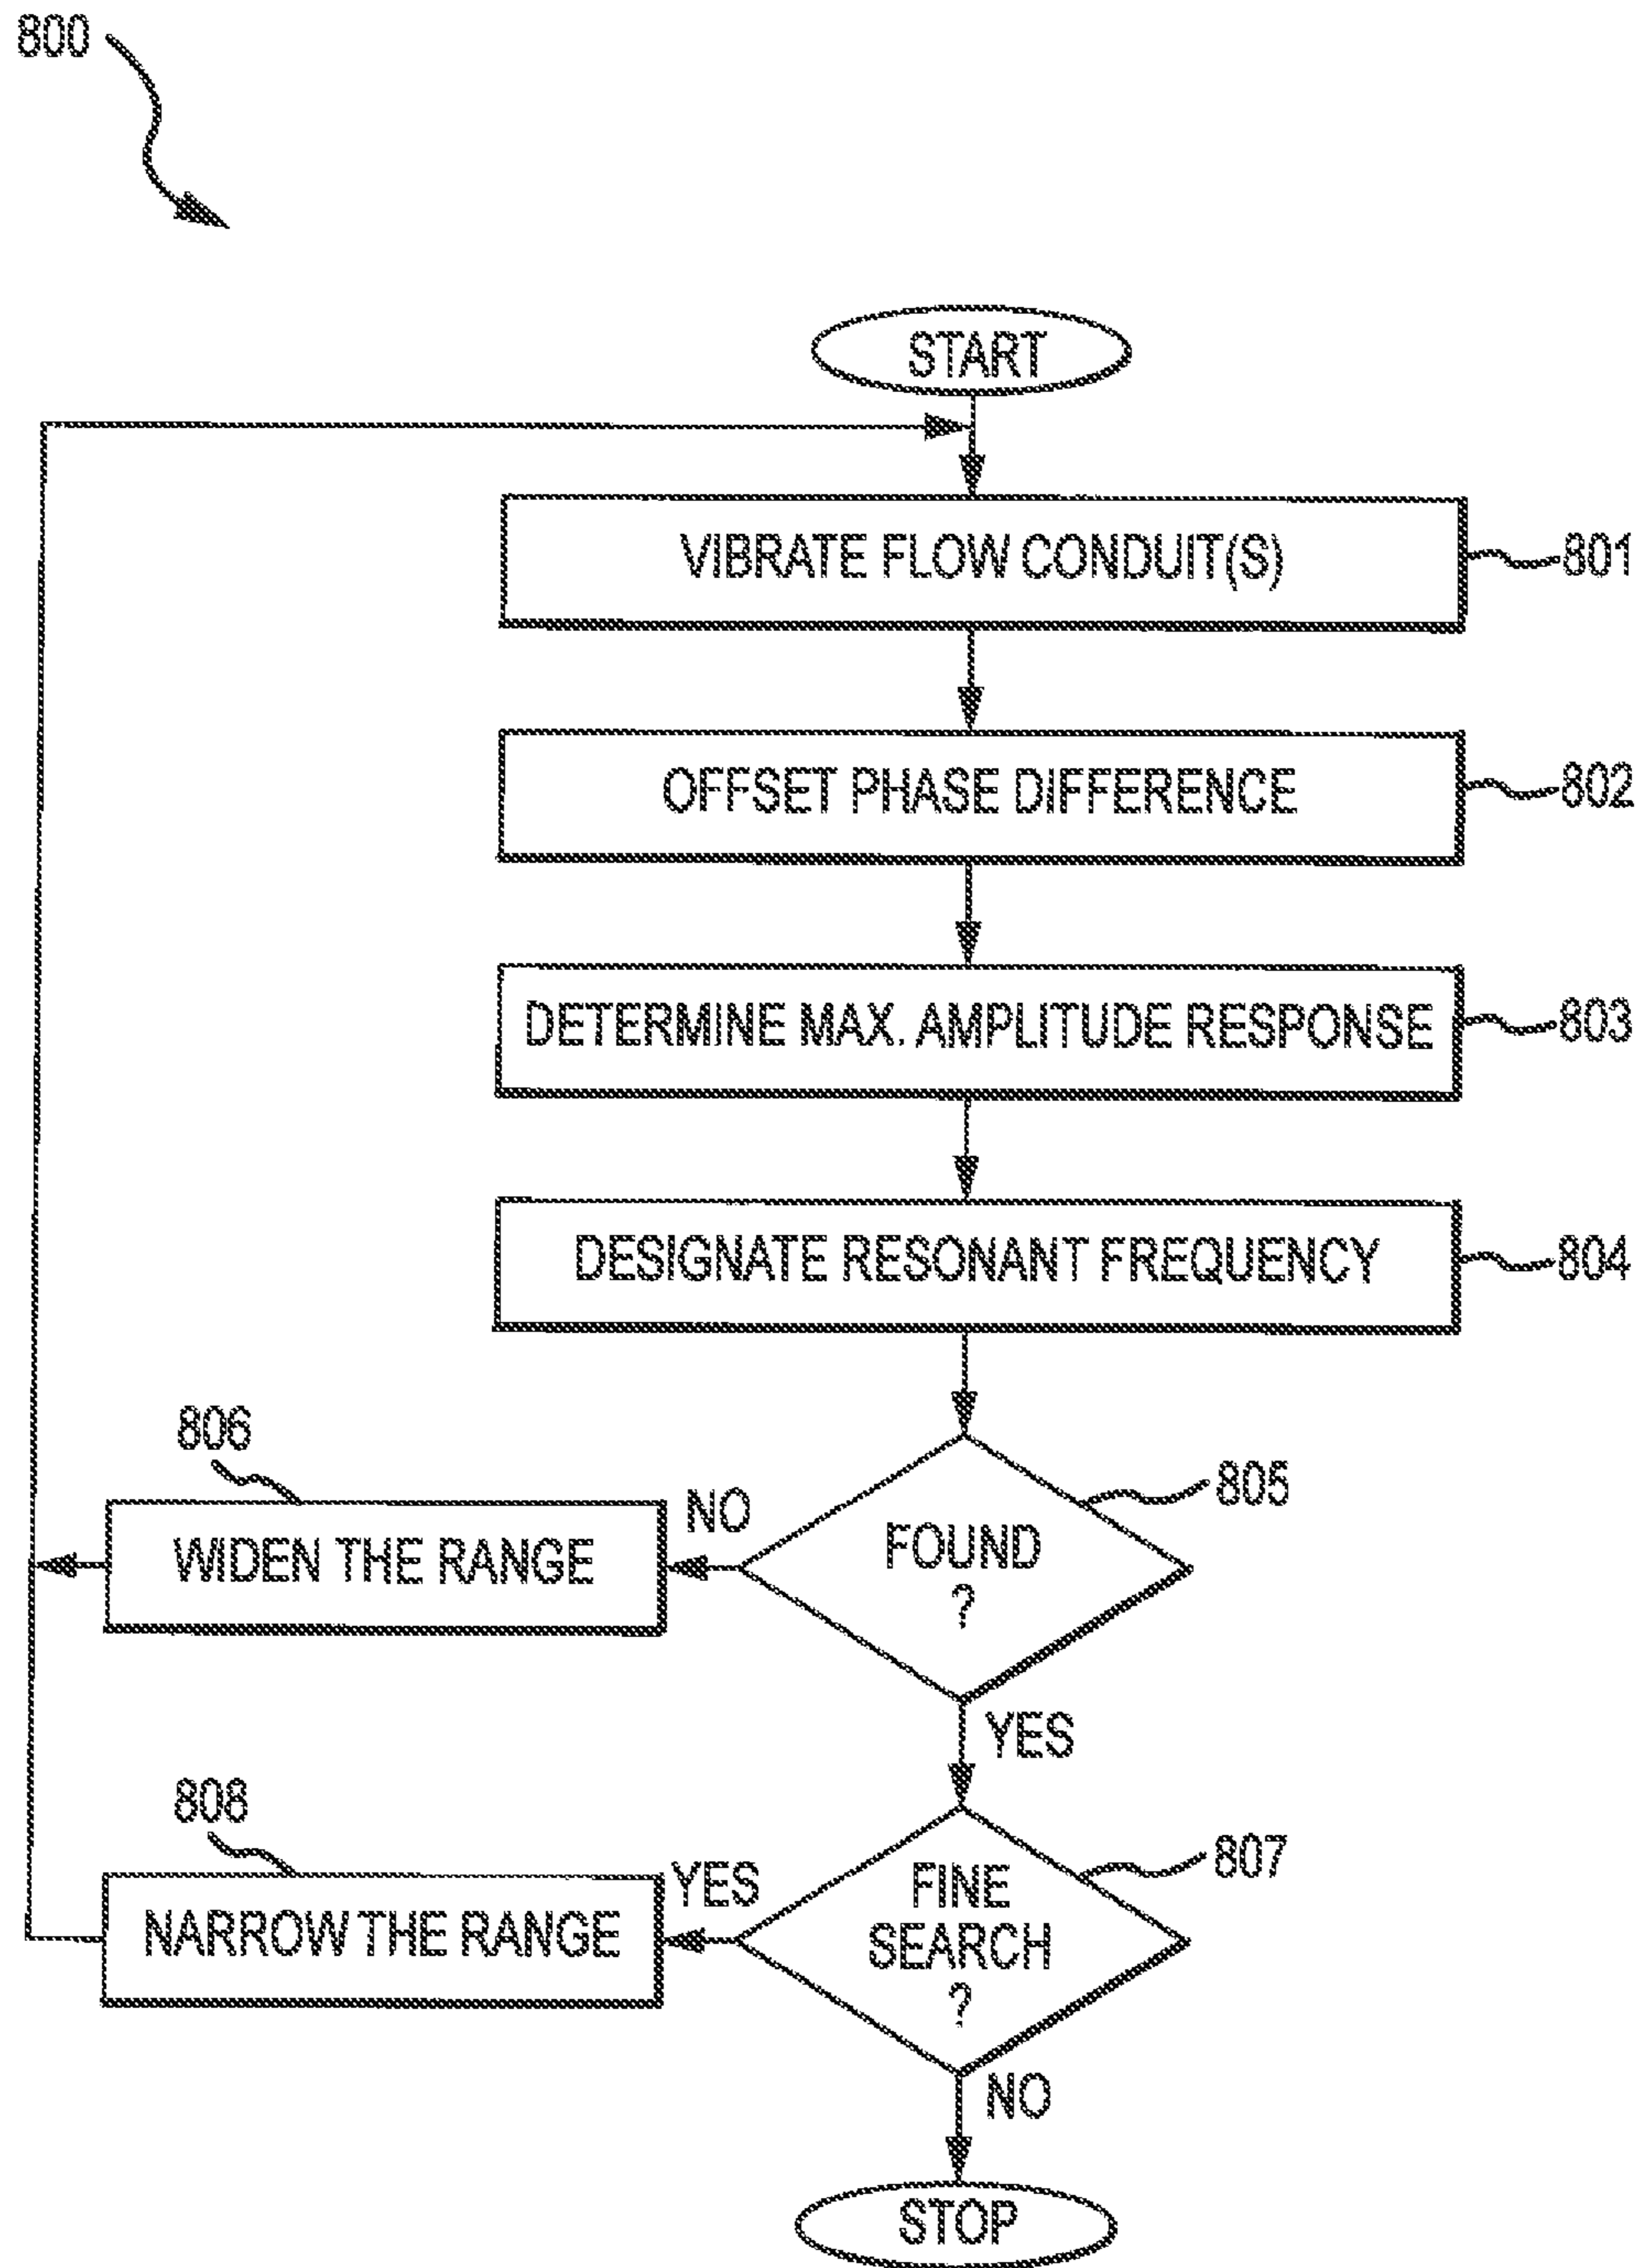 800
START
VIBRATE FLOW CONDUIT(S)
801
OFFSET PHASE DIFFERENCE
802
DETERMINE MAX. AMPLITUDE RESPONSE
803
DESIGNATE RESONANT FREQUENCY
804
806
805
NO
WIDEN THE RANGE
FOUND
?
YES
808
807
YES
FINE
SEARCH
?
NARROW THE RANGE
NO
STOP